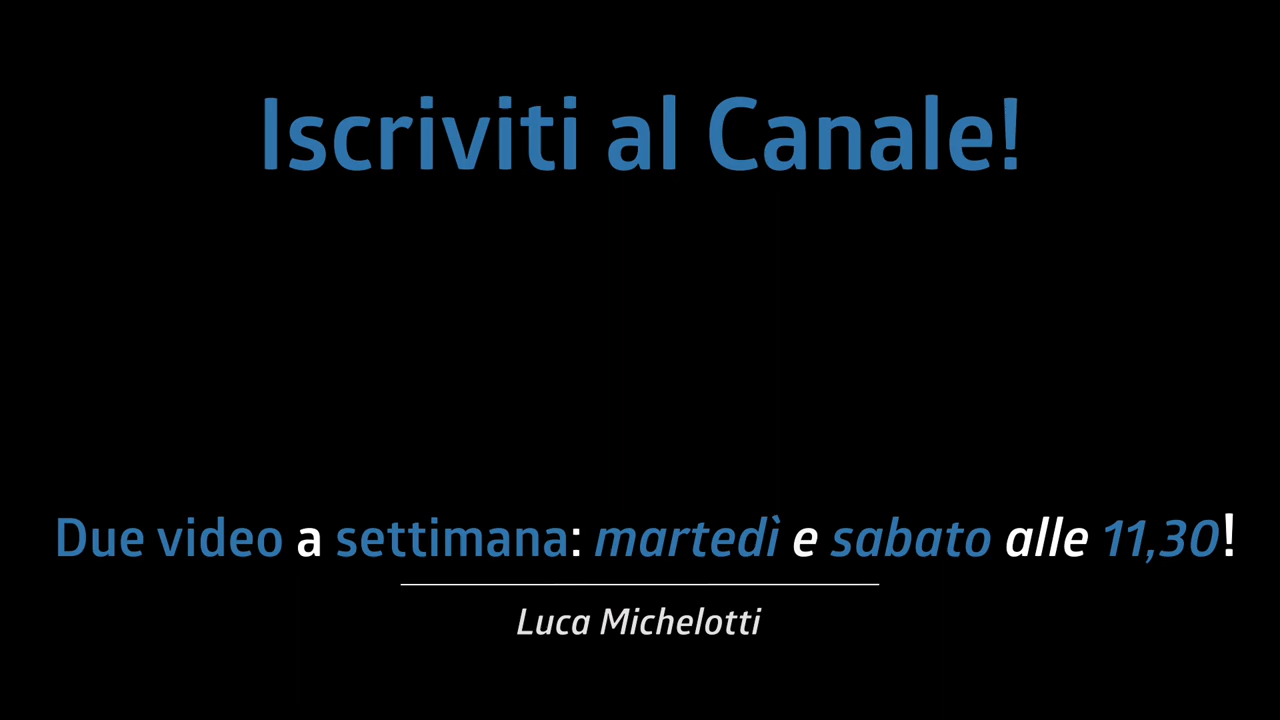 Iscriviti al Canale!
Due video a settimana: martedì e sabato alle 11,30!
Luca Michelotti